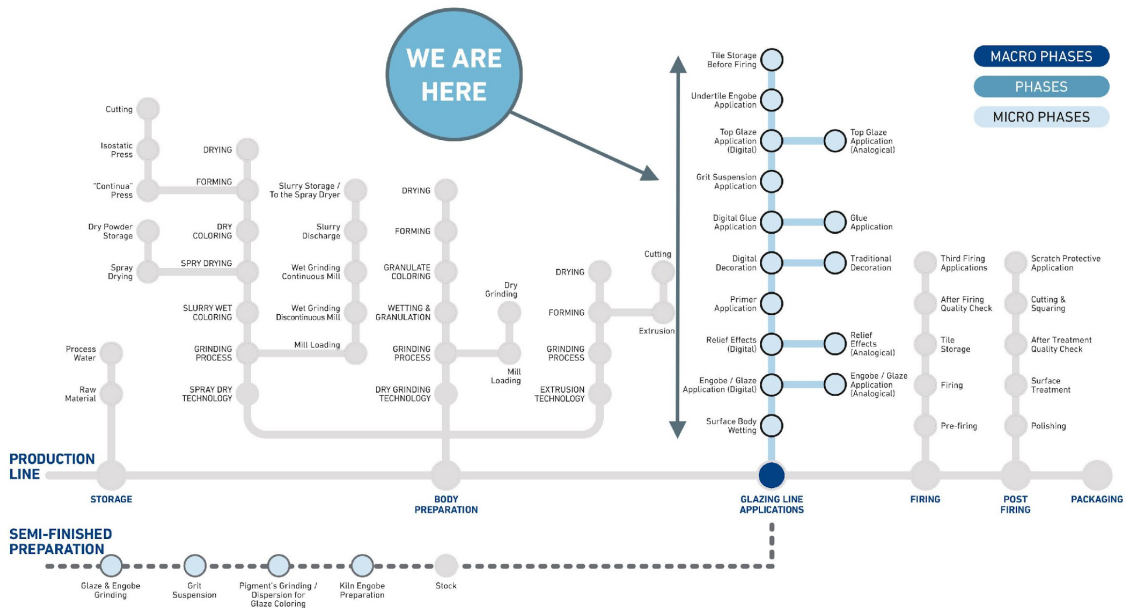 WE ARE
HERE
MACRO PHASES
PHASES
MICRO PHASES
Cutting
Isostatic
Press
"Continua"
Press
Dry Powder
Storage
Spray
Drying
Process
Water
Raw
Material
DRYING
FORMING
DRY
COLORING
SPRY DRYING
SLURRY WET
COLORING
GRINDING
PROCESS
SPRAY DRY
TECHNOLOGY
Slurry Storage /
To the Spray Dryer
Slurry
Discharge
Wet Grinding
Continuous Mill
Wet Grinding
Discontinuous Mill
Mill Loading
DRYING
FORMING
GRANULATE
COLORING
WETTING &
GRANULATION
GRINDING
PROCESS
DRY GRINDING
TECHNOLOGY
Dry
Grinding
Mill
Loading
DRYING
FORMING
GRINDING
PROCESS
EXTRUSION
TECHNOLOGY
Cutting
Extrusion
Tile Storage
Before Firing
Undertile Engobe
Application
Top Glaze
Application
(Digital)
Top Glaze
Application
(Analogical)
Grit Suspension
Application
Digital Glue
Application
Glue
Application
Digital
Decoration
Traditional
Decoration
Primer
Application
Relief Effects
(Digital)
Relief
Effects
(Analogical)
Engobe / Glaze
Application (Digital)
Engobe / Glaze
Application
(Analogical)
Surface Body
Wetting
Third Firing
Applications
After Firing
Quality Check
Tile
Storage
Firing
Pre-firing
Scratch Protective
Application
Cutting &
Squaring
After Treatment
Quality Check
Surface
Treatment
Polishing
PRODUCTION
LINE
STORAGE
BODY
PREPARATION
GLAZING LINE
APPLICATIONS
FIRING
POST
FIRING
PACKAGING
SEMI-FINISHED
PREPARATION
Glaze & Engobe
Grinding
Grit
Suspension
Pigment's Grinding /
Dispersion for
Glaze Coloring
Kiln Engobe
Preparation
Stock